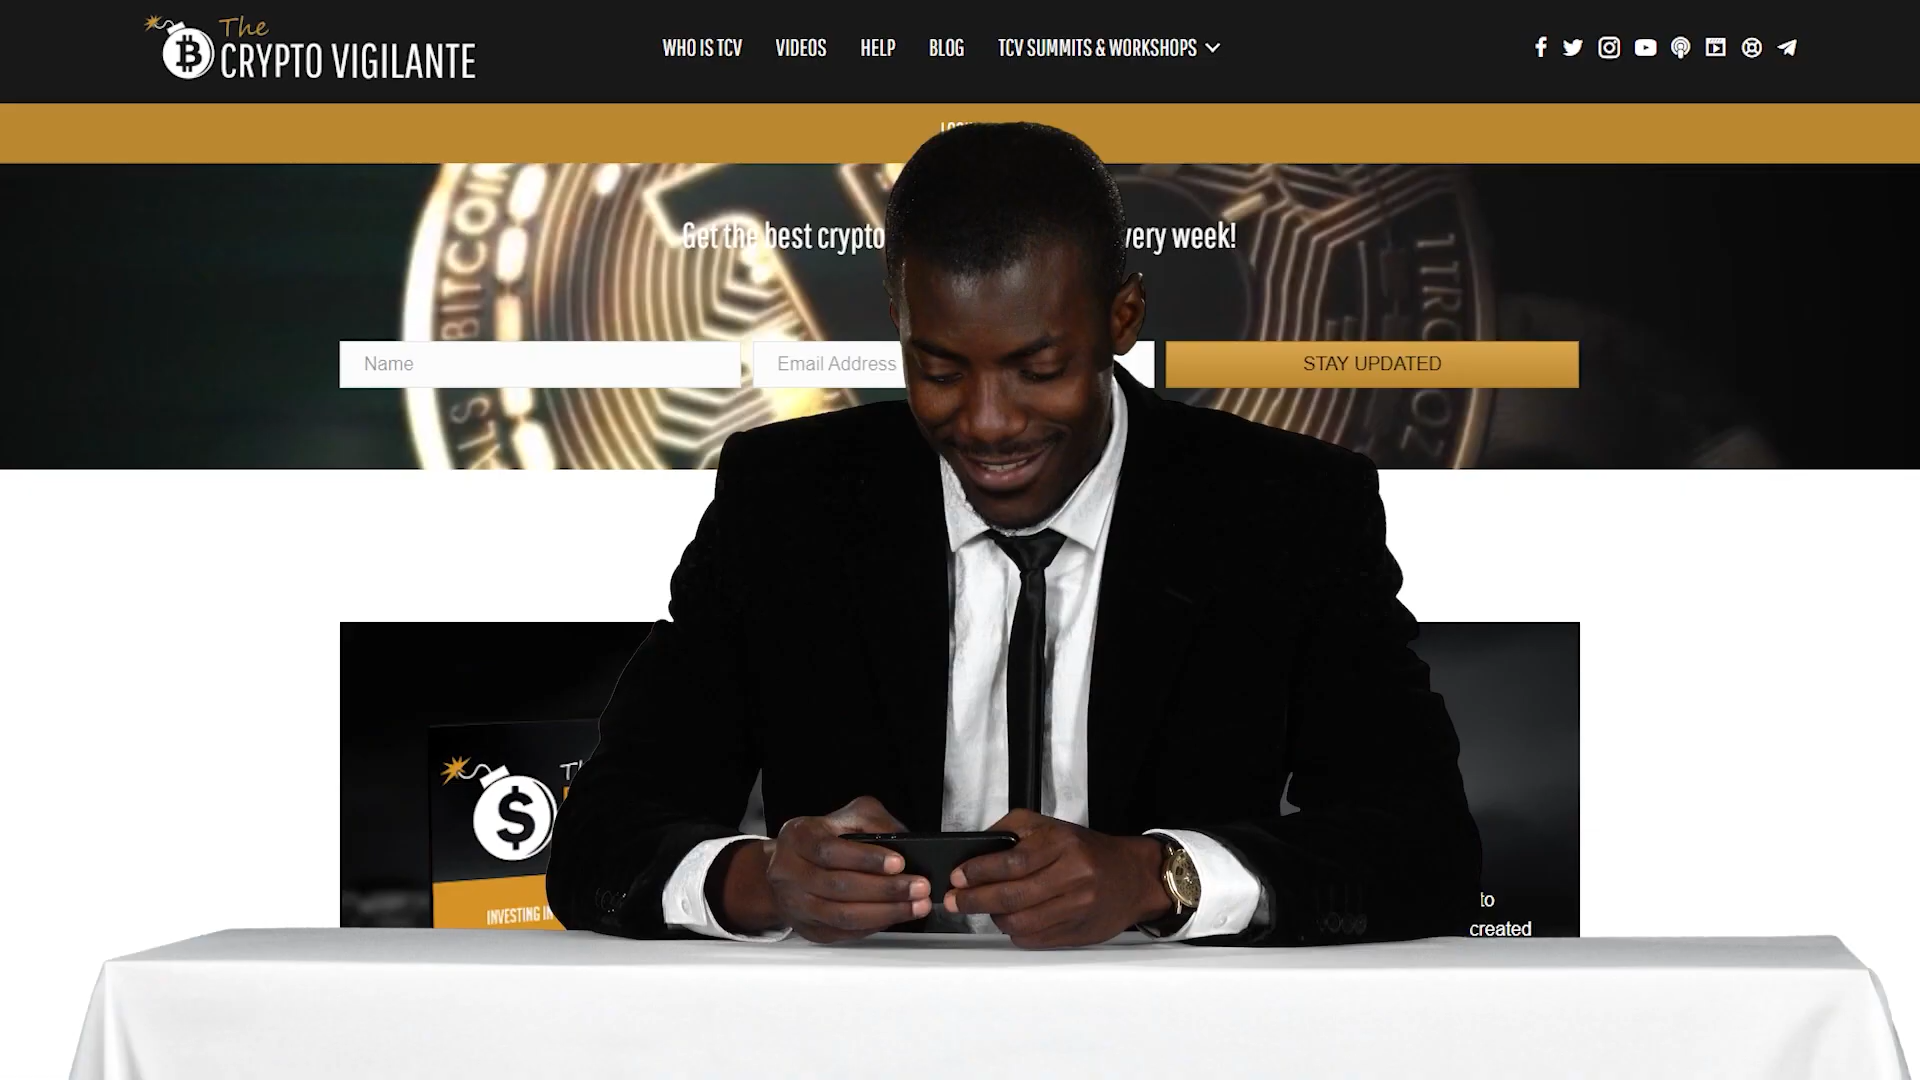 The
CRYPTO VIGILANTE
WHO IS TCV VIDEOS HELP BLOG TCV SUMMITS & WORKSHOPS
Get the best crypto very week!
BITCOIN
Name
Email Address
STAY UPDATED
$
INVESTING IN
to
created